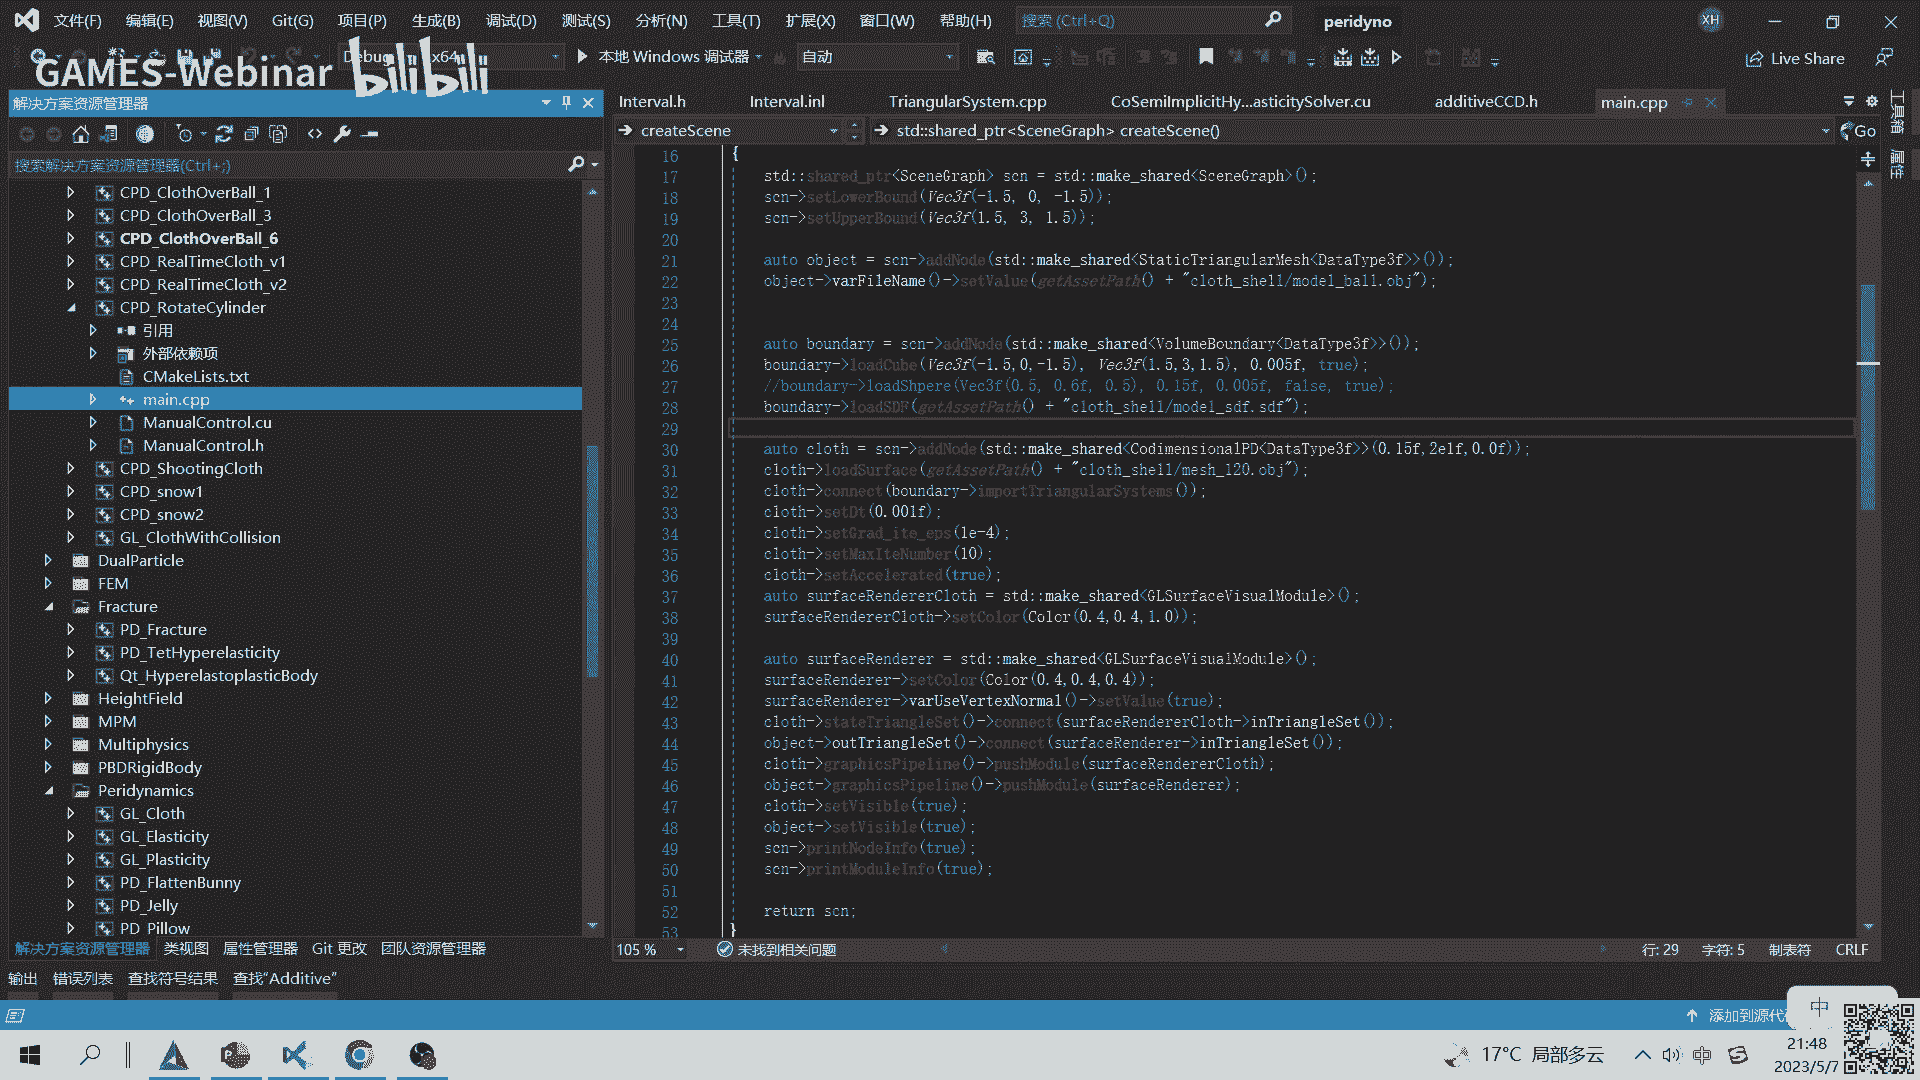 文件(F) 编辑(E) 视图(V) Git(G) 项目(P) 生成(B) 调试(D) 测试(S) 分析(N) 工具(T) 扩展(X) 窗口(W) 帮助(H) 搜索 (Ctrl+Q) peridyno XH
Debug x64 本地 Windows 调试器 自动 Live Share
GAMES-Webinar bilibili
解决方案资源管理器
搜索解决方案资源管理器(Ctrl+;)
CPD_ClothOverBall_1
CPD_ClothOverBall_3
CPD_ClothOverBall_6
CPD_RealTimeCloth_v1
CPD_RealTimeCloth_v2
CPD_RotateCylinder
引用
外部依赖项
CMakeLists.txt
main.cpp
ManualControl.cu
ManualControl.h
CPD_ShootingCloth
CPD_snow1
CPD_snow2
GL_ClothWithCollision
DualParticle
FEM
Fracture
PD_Fracture
PD_TetHyperelasticity
Qt_HyperelastoplasticBody
HeightField
MPM
Multiphysics
PBDRigidBody
Peridynamics
GL_Cloth
GL_Elasticity
GL_Plasticity
PD_FlattenBunny
PD_Jelly
PD_Pillow
解决方案资源管理器 类视图 属性管理器 Git 更改 团队资源管理器
Interval.h Interval.inl TriangularSystem.cpp CoSemiImplicitHy...asticitySolver.cu additiveCCD.h main.cpp
createScene std::shared_ptr<SceneGraph> createScene() Go
工具箱
属性
16 {
17 std::shared_ptr<SceneGraph> scn = std::make_shared<SceneGraph>();
18 scn->setLowerBound(Vec3f(-1.5, 0, -1.5));
19 scn->setUpperBound(Vec3f(1.5, 3, 1.5));
20
21 auto object = scn->addNode(std::make_shared<StaticTriangularMesh<DataType3f>>());
22 object->varFileName()->setValue(getAssetPath() + "cloth_shell/model_ball.obj");
23
24
25 auto boundary = scn->addNode(std::make_shared<VolumeBoundary<DataType3f>>());
26 boundary->loadCube(Vec3f(-1.5,0,-1.5), Vec3f(1.5,3,1.5), 0.005f, true);
27 //boundary->loadShpere(Vec3f(0.5, 0.6f, 0.5), 0.15f, 0.005f, false, true);
28 boundary->loadSDF(getAssetPath() + "cloth_shell/model_sdf.sdf");
29
30 auto cloth = scn->addNode(std::make_shared<CodimensionalPD<DataType3f>>(0.15f,2e1f,0.0f));
31 cloth->loadSurface(getAssetPath() + "cloth_shell/mesh_120.obj");
32 cloth->connect(boundary->importTriangularSystems());
33 cloth->setDt(0.001f);
34 cloth->setGrad_ite_eps(1e-4);
35 cloth->setMaxIteNumber(10);
36 cloth->setAccelerated(true);
37 auto surfaceRendererCloth = std::make_shared<GLSurfaceVisualModule>();
38 surfaceRendererCloth->setColor(Color(0.4,0.4,1.0));
39
40 auto surfaceRenderer = std::make_shared<GLSurfaceVisualModule>();
41 surfaceRenderer->setColor(Color(0.4,0.4,0.4));
42 surfaceRenderer->varUseVertexNormal()->setValue(true);
43 cloth->stateTriangleSet()->connect(surfaceRendererCloth->inTriangleSet());
44 object->outTriangleSet()->connect(surfaceRenderer->inTriangleSet());
45 cloth->graphicsPipeline()->pushModule(surfaceRendererCloth);
46 object->graphicsPipeline()->pushModule(surfaceRenderer);
47 cloth->setVisible(true);
48 object->setVisible(true);
49 scn->printNodeInfo(true);
50 scn->printModuleInfo(true);
51
52 return scn;
53 }
105 % 未找到相关问题 行: 29 字符: 5 制表符 CRLF
输出 错误列表 查找符号结果 查找"Additive"
添加到源代 中
17°C 局部多云 中 21:48
2023/5/7